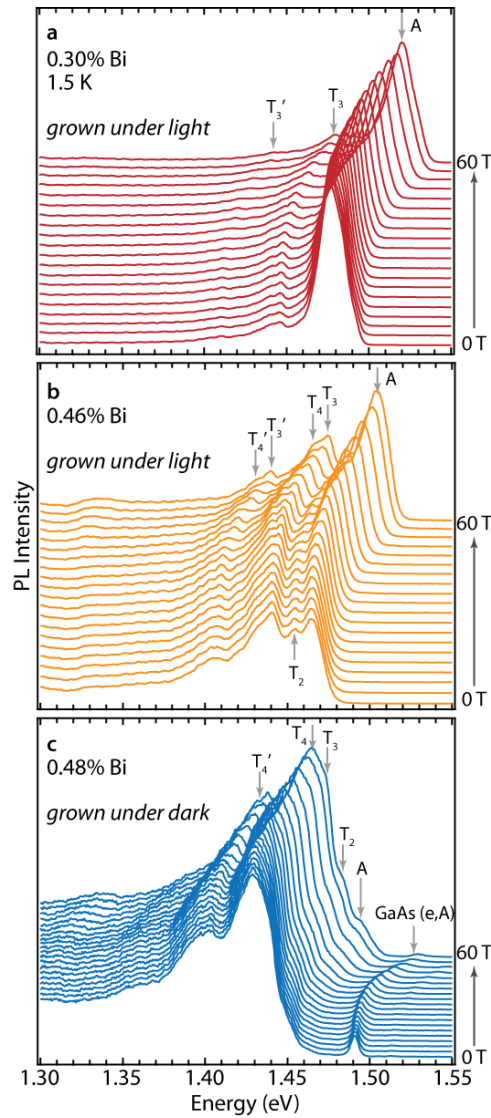 a
0.30% Bi
1.5 K
grown under light
T₃′
T₃
A
60 T
0 T
b
0.46% Bi
grown under light
T₄′
T₃′
T₄
T₃
A
T₂
60 T
0 T
PL Intensity
c
0.48% Bi
grown under dark
T₄′
T₄
T₃
T₂
A
GaAs (e,A)
60 T
0 T
1.30 1.35 1.40 1.45 1.50 1.55
Energy (eV)